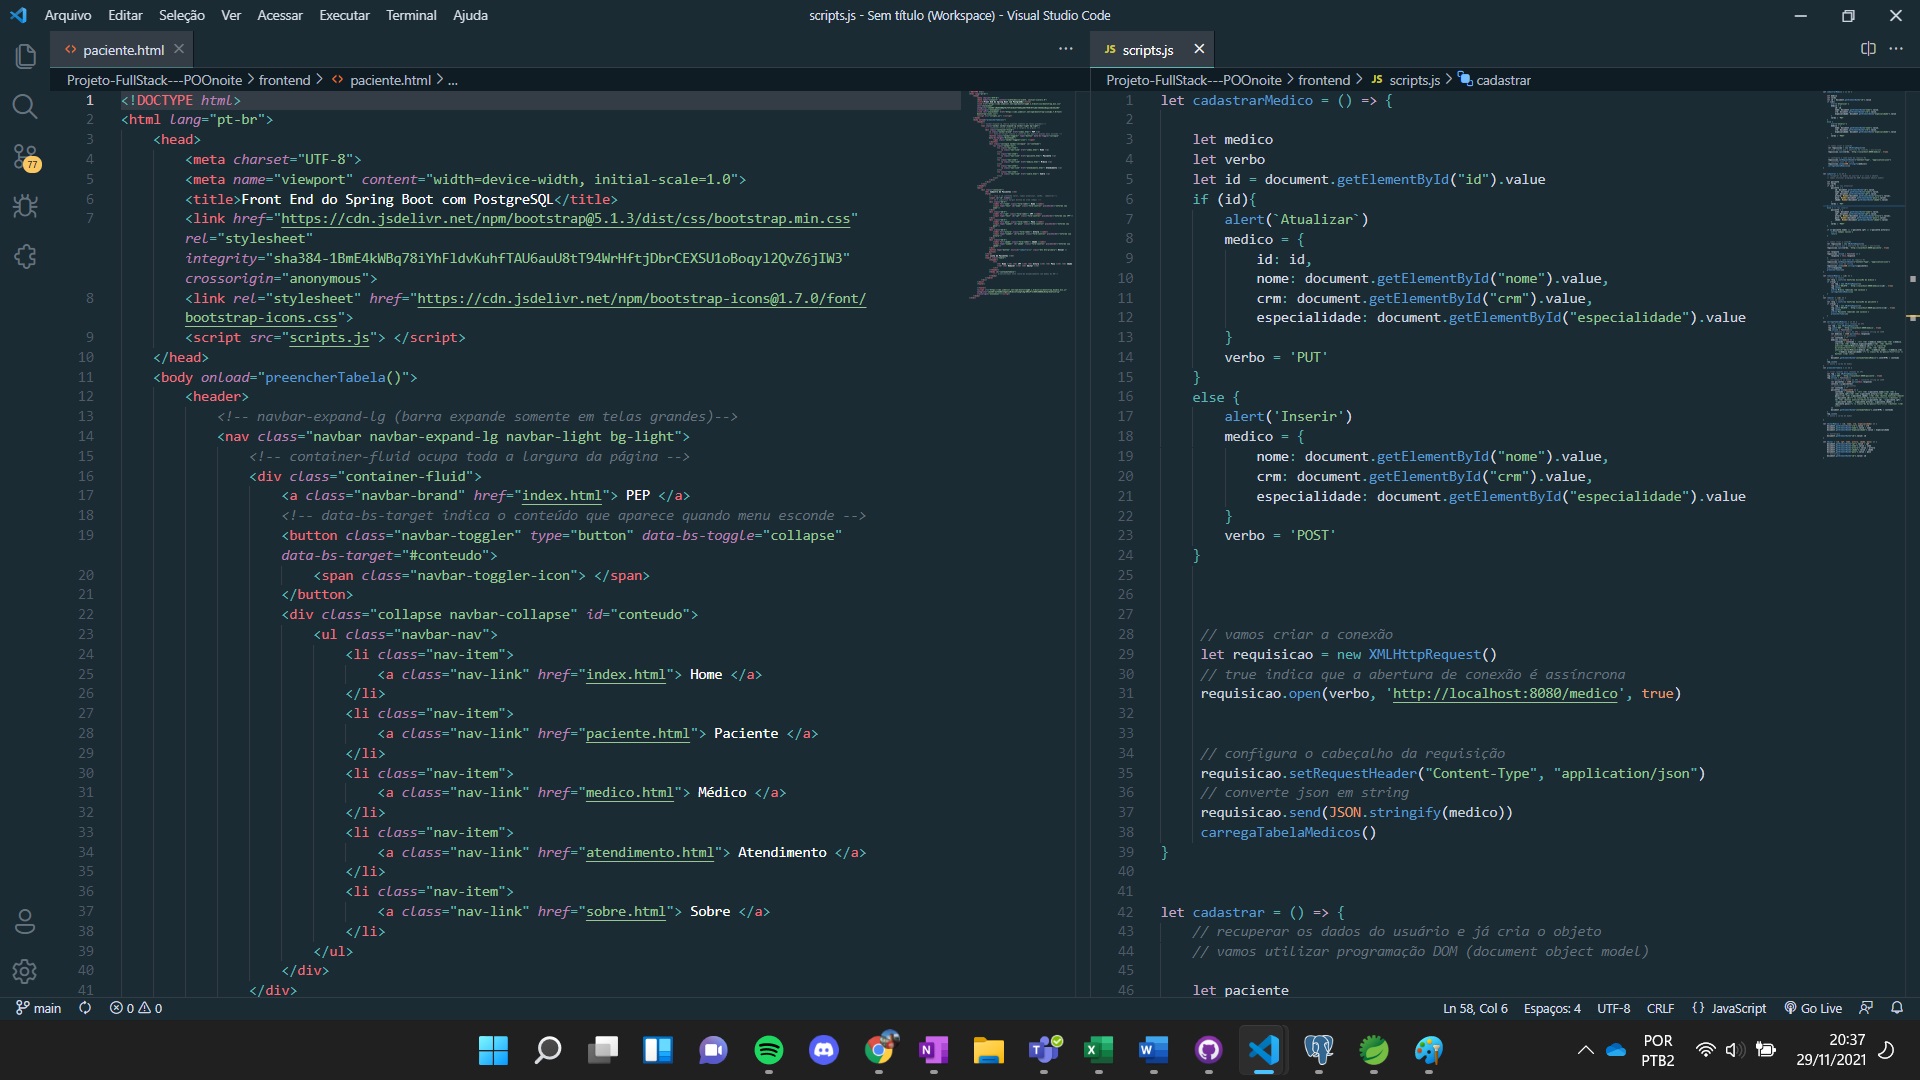 Arquivo Editar Seleção Ver Acessar Executar Terminal Ajuda
scripts.js - Sem título (Workspace) - Visual Studio Code
paciente.html
Projeto-FullStack---POOnoite > frontend > paciente.html > ...
1 <!DOCTYPE html>
2 <html lang="pt-br">
3 <head>
4 <meta charset="UTF-8">
5 <meta name="viewport" content="width=device-width, initial-scale=1.0">
6 <title>Front End do Spring Boot com PostgreSQL</title>
7 <link href="https://cdn.jsdelivr.net/npm/bootstrap@5.1.3/dist/css/bootstrap.min.css"
rel="stylesheet"
integrity="sha384-1BmE4kWBq78iYhFldvKuhfTAU6auU8tT94WrHftjDbrCEXSU1oBoqyl2QvZ6jIW3"
crossorigin="anonymous">
8 <link rel="stylesheet" href="https://cdn.jsdelivr.net/npm/bootstrap-icons@1.7.0/font/
bootstrap-icons.css">
9 <script src="scripts.js"> </script>
10 </head>
11 <body onload="preencherTabela()">
12 <header>
13 <!-- navbar-expand-lg (barra expande somente em telas grandes)-->
14 <nav class="navbar navbar-expand-lg navbar-light bg-light">
15 <!-- container-fluid ocupa toda a largura da página -->
16 <div class="container-fluid">
17 <a class="navbar-brand" href="index.html"> PEP </a>
18 <!-- data-bs-target indica o conteúdo que aparece quando menu esconde -->
19 <button class="navbar-toggler" type="button" data-bs-toggle="collapse"
data-bs-target="#conteudo">
20 <span class="navbar-toggler-icon"> </span>
21 </button>
22 <div class="collapse navbar-collapse" id="conteudo">
23 <ul class="navbar-nav">
24 <li class="nav-item">
25 <a class="nav-link" href="index.html"> Home </a>
26 </li>
27 <li class="nav-item">
28 <a class="nav-link" href="paciente.html"> Paciente </a>
29 </li>
30 <li class="nav-item">
31 <a class="nav-link" href="medico.html"> Médico </a>
32 </li>
33 <li class="nav-item">
34 <a class="nav-link" href="atendimento.html"> Atendimento </a>
35 </li>
36 <li class="nav-item">
37 <a class="nav-link" href="sobre.html"> Sobre </a>
38 </li>
39 </ul>
40 </div>
41 </div>
JS scripts.js
Projeto-FullStack---POOnoite > frontend > JS scripts.js > cadastrar
1 let cadastrarMedico = () => {
2
3 let medico
4 let verbo
5 let id = document.getElementById("id").value
6 if (id){
7 alert(`Atualizar`)
8 medico = {
9 id: id,
10 nome: document.getElementById("nome").value,
11 crm: document.getElementById("crm").value,
12 especialidade: document.getElementById("especialidade").value
13 }
14 verbo = 'PUT'
15 }
16 else {
17 alert('Inserir')
18 medico = {
19 nome: document.getElementById("nome").value,
20 crm: document.getElementById("crm").value,
21 especialidade: document.getElementById("especialidade").value
22 }
23 verbo = 'POST'
24 }
25
26
27
28 // vamos criar a conexão
29 let requisicao = new XMLHttpRequest()
30 // true indica que a abertura de conexão é assíncrona
31 requisicao.open(verbo, 'http://localhost:8080/medico', true)
32
33
34 // configura o cabeçalho da requisição
35 requisicao.setRequestHeader("Content-Type", "application/json")
36 // converte json em string
37 requisicao.send(JSON.stringify(medico))
38 carregaTabelaMedicos()
39 }
40
41
42 let cadastrar = () => {
43 // recuperar os dados do usuário e já cria o objeto
44 // vamos utilizar programação DOM (document object model)
45
46 let paciente
77
main 0 0
Ln 58, Col 6 Espaços: 4 UTF-8 CRLF {} JavaScript Go Live
POR
PTB2
20:37
29/11/2021